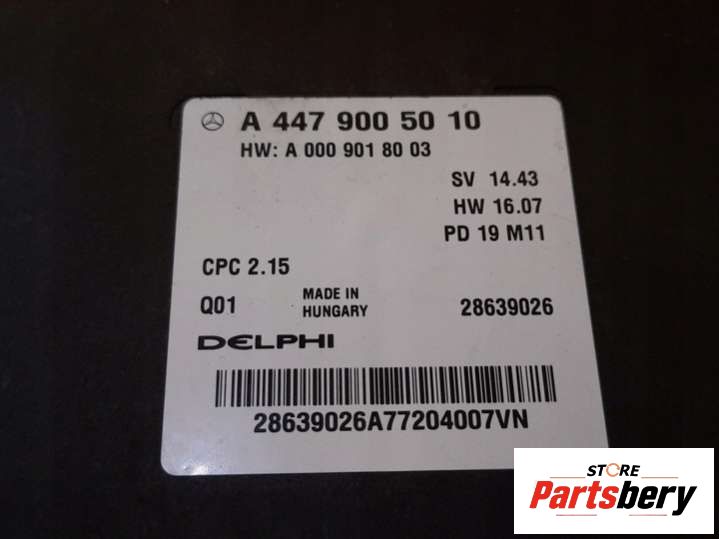 A 447 900 50 10
HW: A 000 901 80 03
SV 14.43
HW 16.07
PD 19 M11
CPC 2.15
Q01
MADE IN
HUNGARY
28639026
DELPHI
28639026A77204007VN
STORE
Partsbery